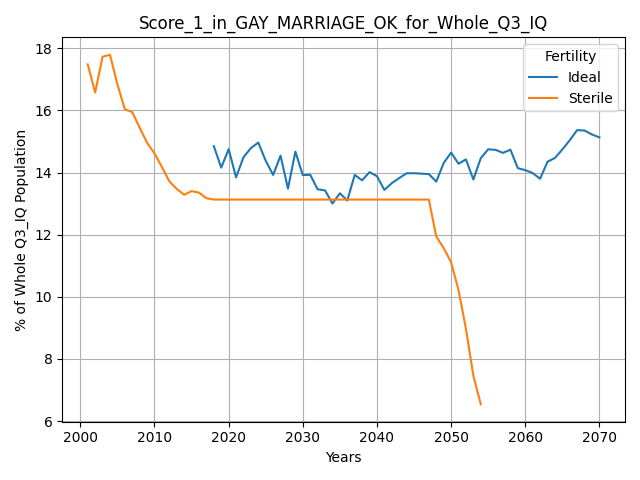 Score_1_in_GAY_MARRIAGE_OK_for_Whole_Q3_IQ
Fertility
Ideal
Sterile
% of Whole Q3_IQ Population
18
16
14
12
10
8
6
2000 2010 2020 2030 2040 2050 2060 2070
Years